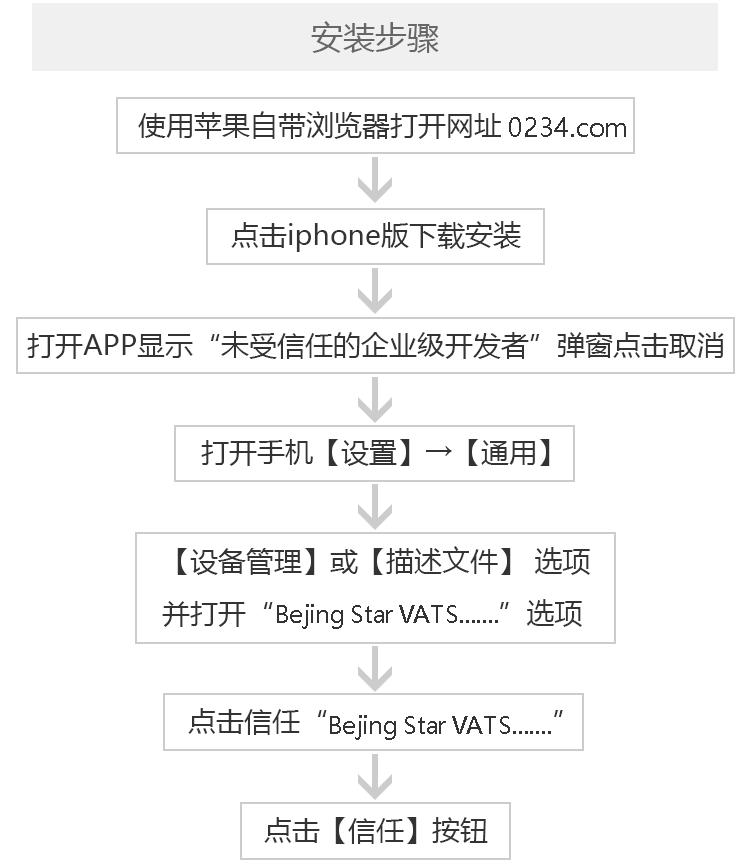 安装步骤
使用苹果自带浏览器打开网址 0234.com
点击iphone版下载安装
打开APP显示“未受信任的企业级开发者”弹窗点击取消
打开手机【设置】→【通用】
【设备管理】或【描述文件】 选项
并打开“Bejing Star VATS.......”选项
点击信任“Bejing Star VATS.......”
点击【信任】按钮